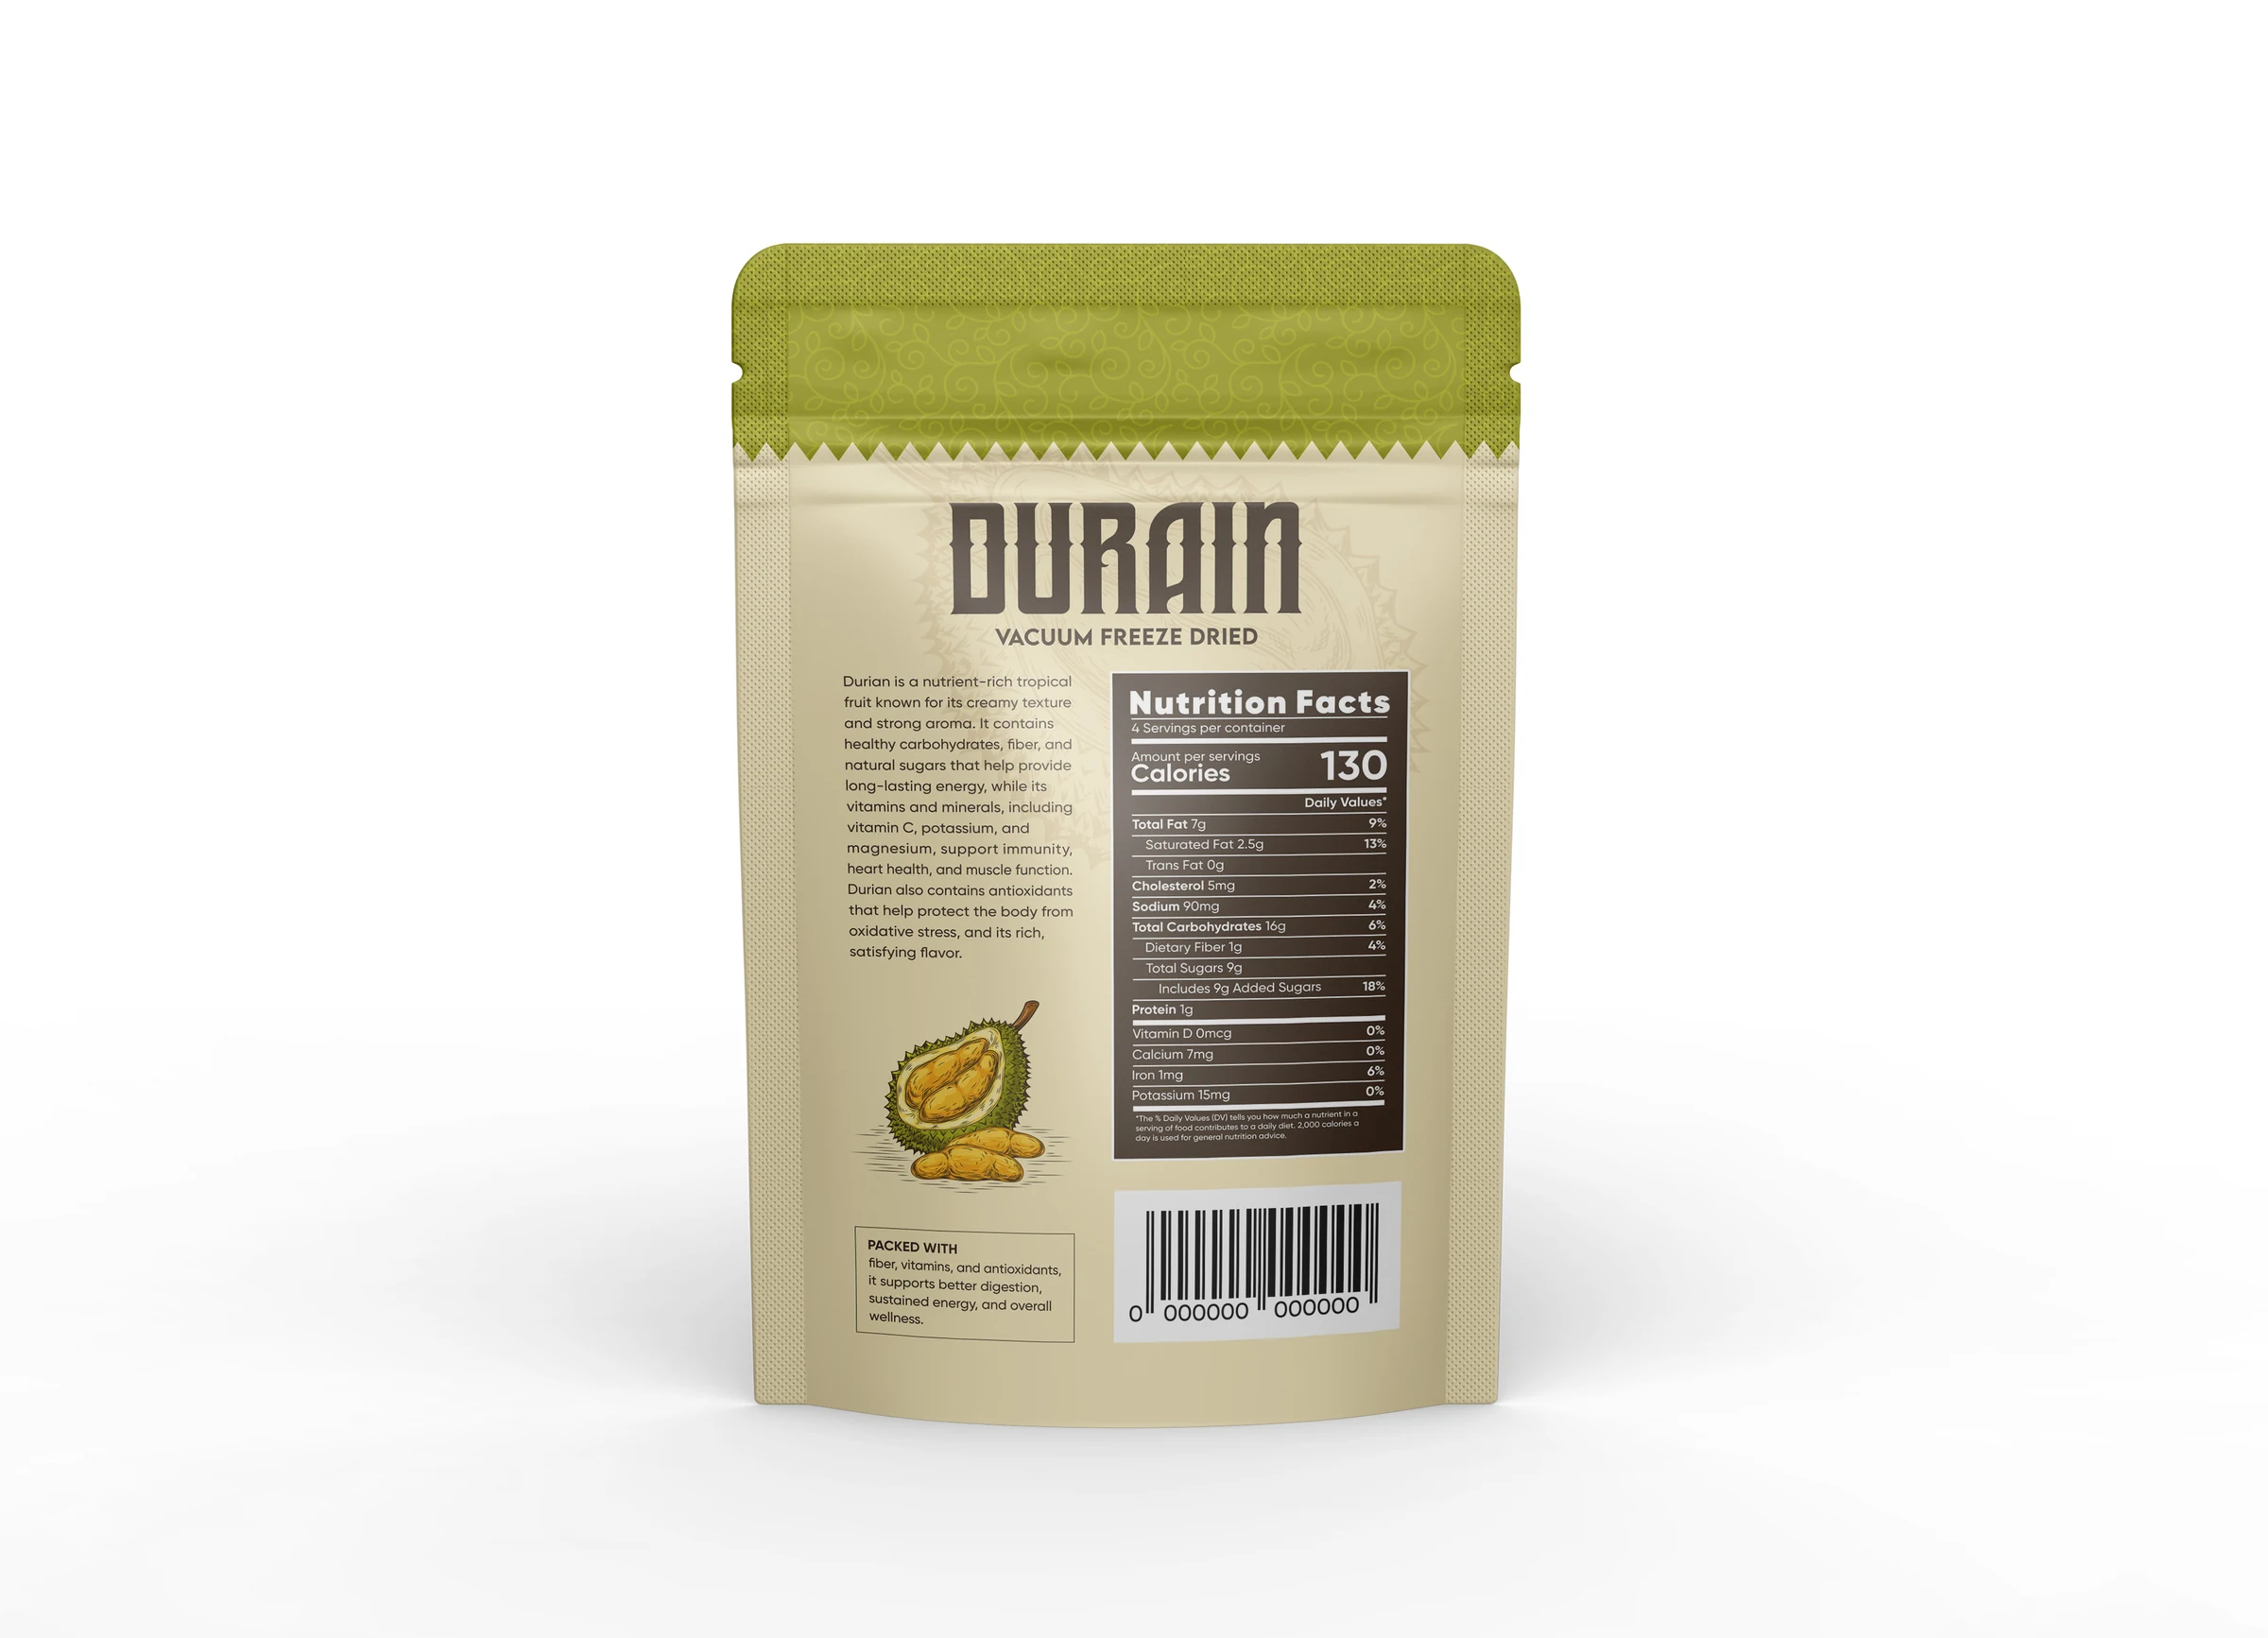 DURAIN
VACUUM FREEZE DRIED
Durian is a nutrient-rich tropical
fruit known for its creamy texture
and strong aroma. It contains
healthy carbohydrates, fiber, and
natural sugars that help provide
long-lasting energy, while its
vitamins and minerals, including
vitamin C, potassium, and
magnesium, support immunity,
heart health, and muscle function.
Durian also contains antioxidants
that help protect the body from
oxidative stress, and its rich,
satisfying flavor.
PACKED WITH
fiber, vitamins, and antioxidants,
it supports better digestion,
sustained energy, and overall
wellness.
Nutrition Facts
4 Servings per container
Amount per servings
Calories 130
Daily Values*
Total Fat 7g 9%
Saturated Fat 2.5g 13%
Trans Fat 0g
Cholesterol 5mg 2%
Sodium 90mg 4%
Total Carbohydrates 16g 6%
Dietary Fiber 1g 4%
Total Sugars 9g
Includes 9g Added Sugars 18%
Protein 1g
Vitamin D 0mcg 0%
Calcium 7mg 0%
Iron 1mg 6%
Potassium 15mg 0%
*The % Daily Values (DV) tells you how much a nutrient in a
serving of food contributes to a daily diet. 2,000 calories a
day is used for general nutrition advice.
0 000000 000000